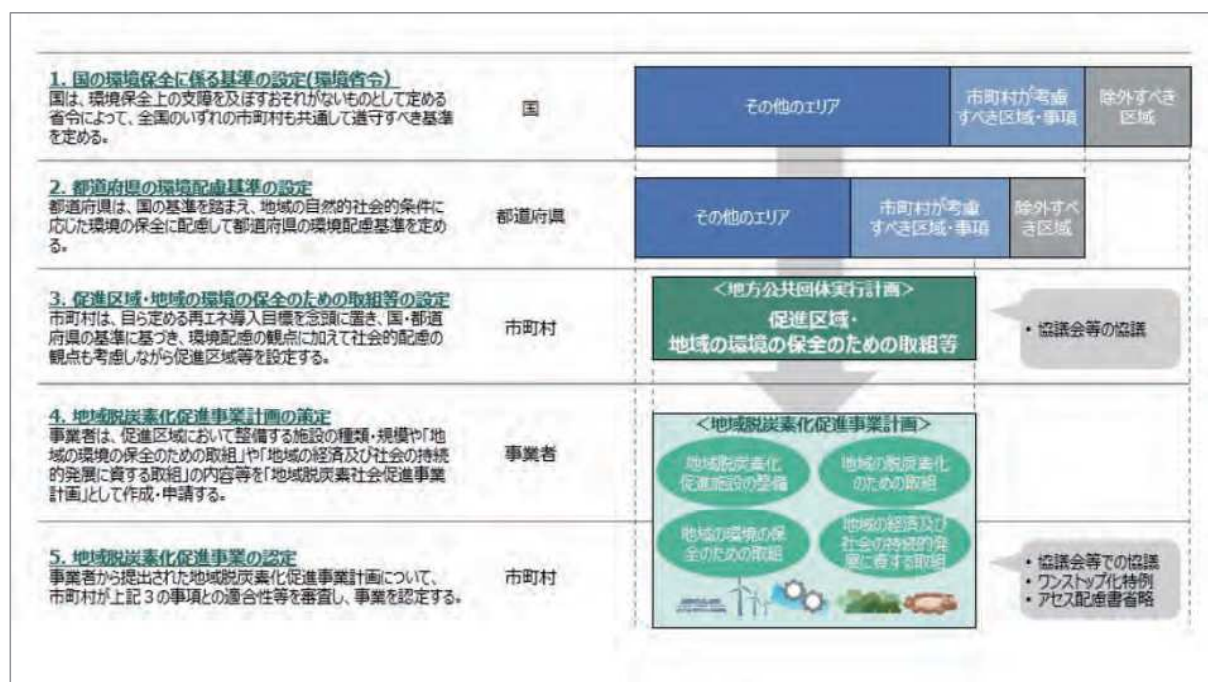 1. 国の環境保全に係る基準の設定(環境省令)
国は、環境保全上の支障を及ぼすおそれがないものとして定める
省令によって、全国のいずれの市町村も共通して遵守すべき基準
を定める。
国
その他のエリア
市町村が考慮
すべき区域・事項
除外すべき
区域
2. 都道府県の環境配慮基準の設定
都道府県は、国の基準を踏まえ、地域の自然的社会的条件に
応じた環境の保全に配慮して都道府県の環境配慮基準を定め
る。
都道府県
その他のエリア
市町村が考慮
すべき区域・事項
除外すべ
き区域
3. 促進区域・地域の環境の保全のための取組等の設定
市町村は、自ら定める再エネ導入目標を念頭に置き、国・都道
府県の基準に基づき、環境配慮の観点に加えて社会的配慮の
観点も考慮しながら促進区域等を設定する。
市町村
<地方公共団体実行計画>
促進区域・
地域の環境の保全のための取組等
・協議会等の協議
4. 地域脱炭素化促進事業計画の策定
事業者は、促進区域において整備する施設の種類・規模や「地
域の環境の保全のための取組」や「地域の経済及び社会の持続
的発展に資する取組」の内容等を「地域脱炭素社会促進事業
計画」として作成・申請する。
事業者
<地域脱炭素化促進事業計画>
地域脱炭素化
促進施設の整備
地域の脱炭素化
のための取組
地域の環境の保
全のための取組
地域の経済及び
社会の持続的発
展に資する取組
5. 地域脱炭素化促進事業の認定
事業者から提出された地域脱炭素化促進事業計画について、
市町村が上記3の事項との適合性等を審査し、事業を認定する。
市町村
・協議会等での協議
・ワンストップ化特例
・アセス配慮書省略